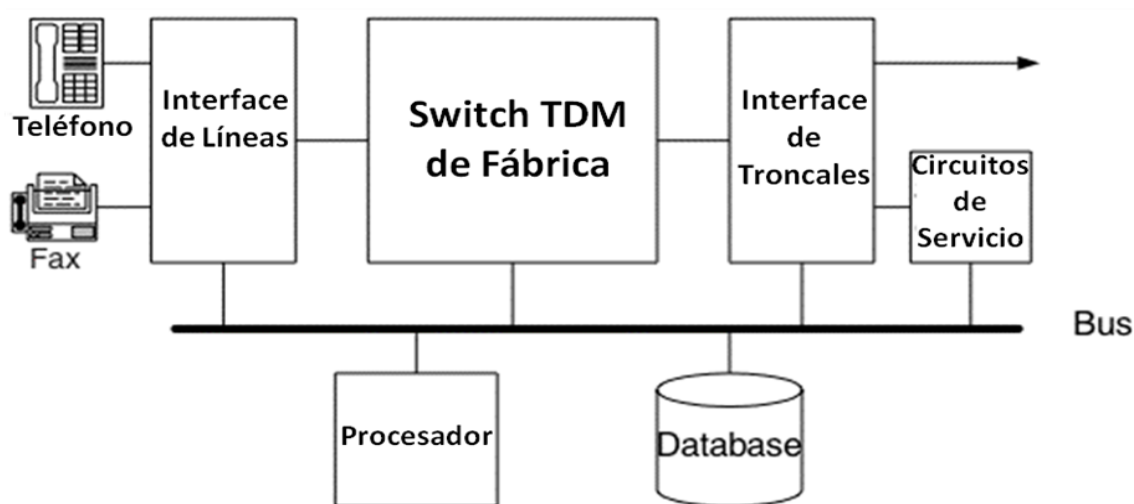 Teléfono
Fax
Interface
de Líneas
Switch TDM
de Fábrica
Interface
de
Troncales
Circuitos
de
Servicio
Bus
Procesador
Database